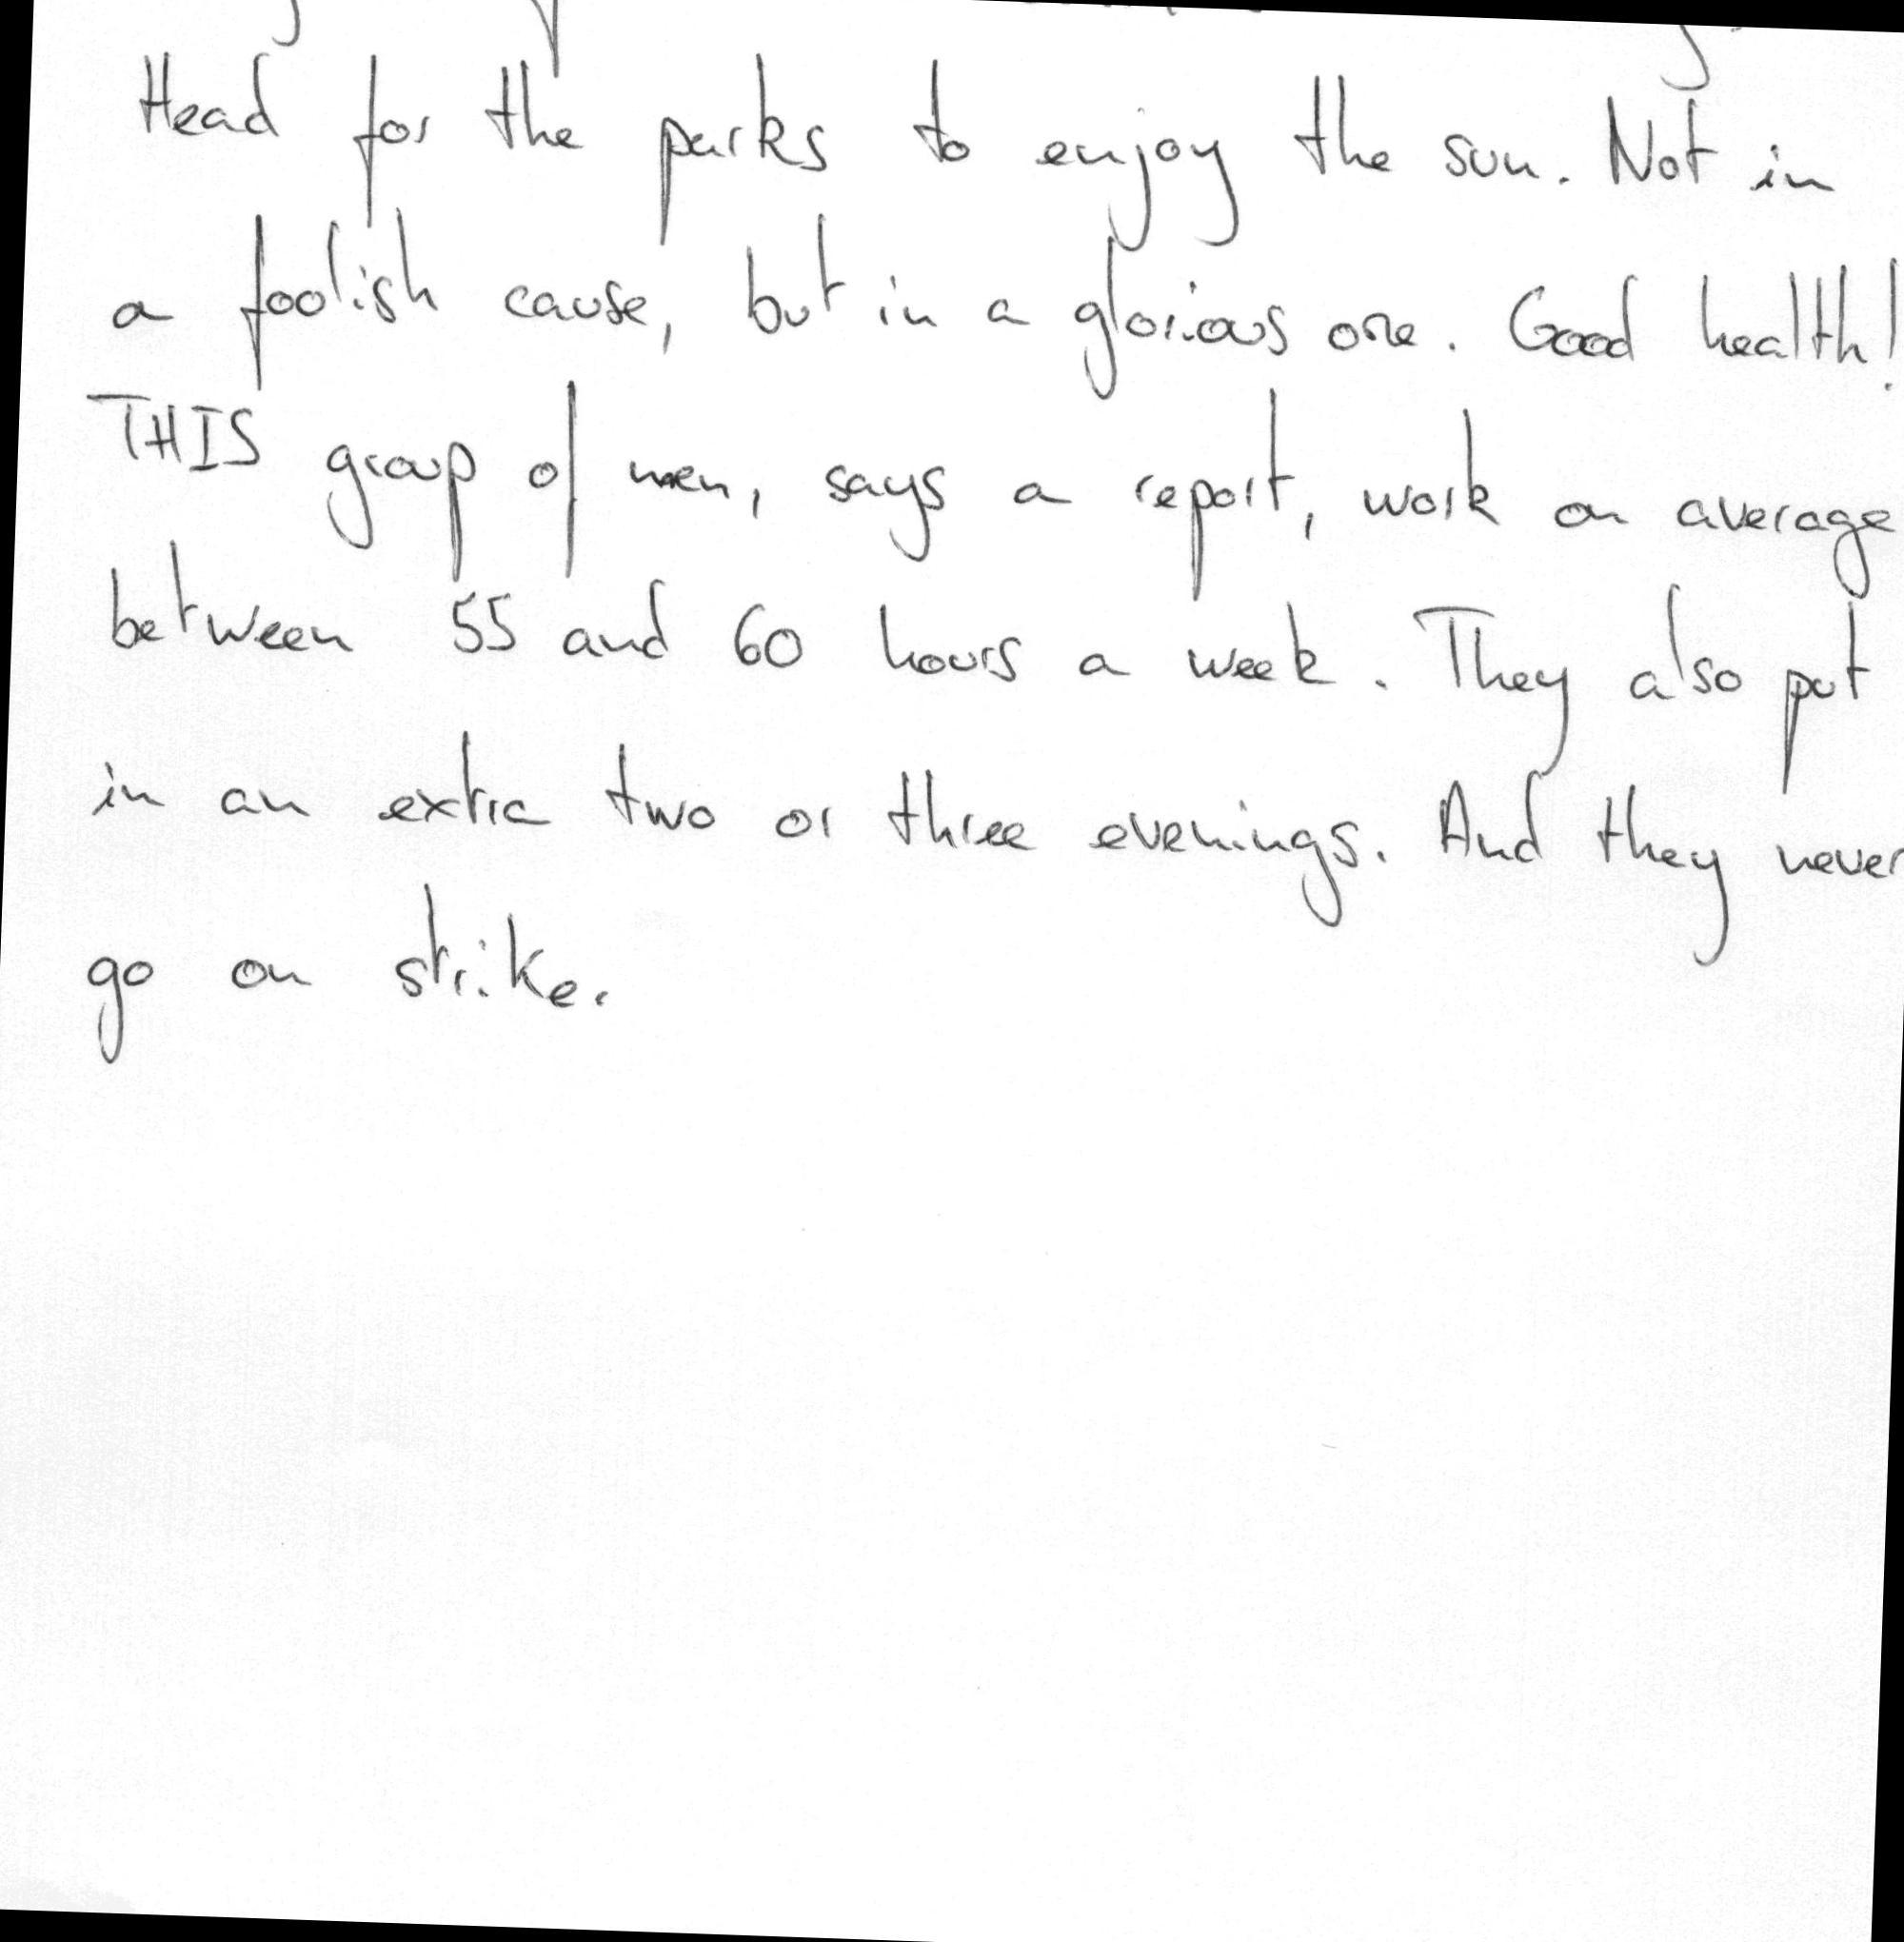 Head for the parks to enjoy the sun. Not in
a foolish cause, but in a glorious one. Good health!
THIS group of men, says a report, work on average
between 55 and 60 hours a week. They also put
in an extra two or three evenings. And they never
go on strike.